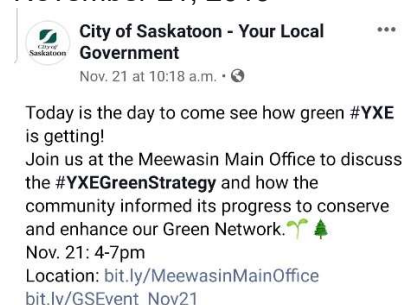 City of Saskatoon - Your Local
Government
Nov. 21 at 10:18 a.m. •
Today is the day to come see how green #YXE
is getting!
Join us at the Meewasin Main Office to discuss
the #YXEGreenStrategy and how the
community informed its progress to conserve
and enhance our Green Network.🌱🌲
Nov. 21: 4-7pm
Location: bit.ly/MeewasinMainOffice
bit.ly/GSEvent_Nov21
City of
Saskatoon